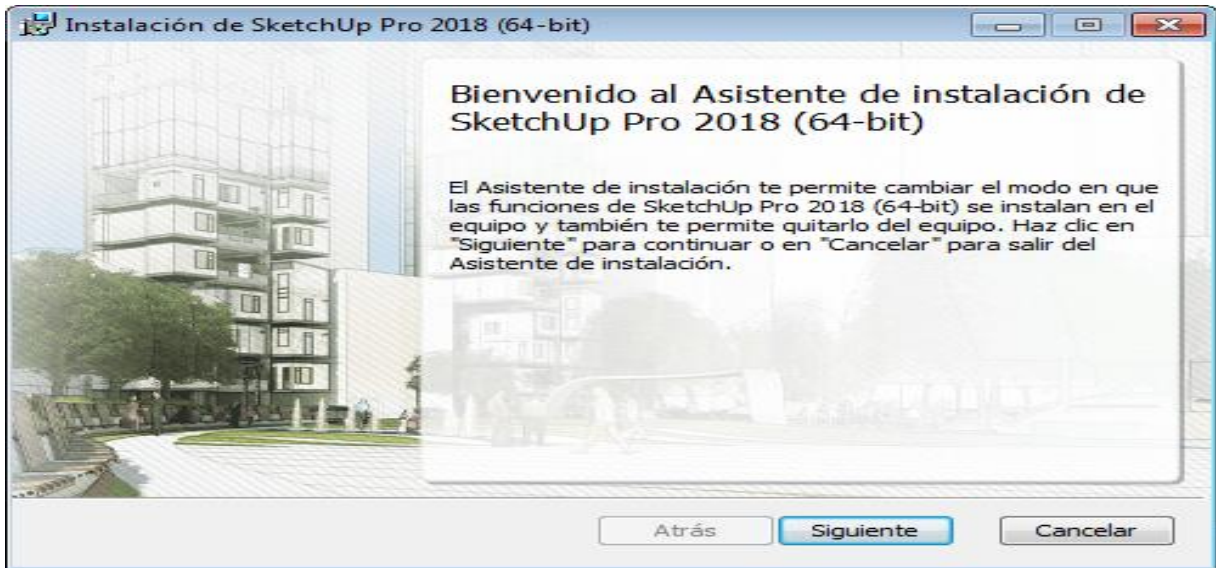 Instalación de SketchUp Pro 2018 (64-bit)
Bienvenido al Asistente de instalación de
SketchUp Pro 2018 (64-bit)
El Asistente de instalación te permite cambiar el modo en que
las funciones de SketchUp Pro 2018 (64-bit) se instalan en el
equipo y también te permite quitarlo del equipo. Haz clic en
"Siguiente" para continuar o en "Cancelar" para salir del
Asistente de instalación.
Atrás Siguiente Cancelar